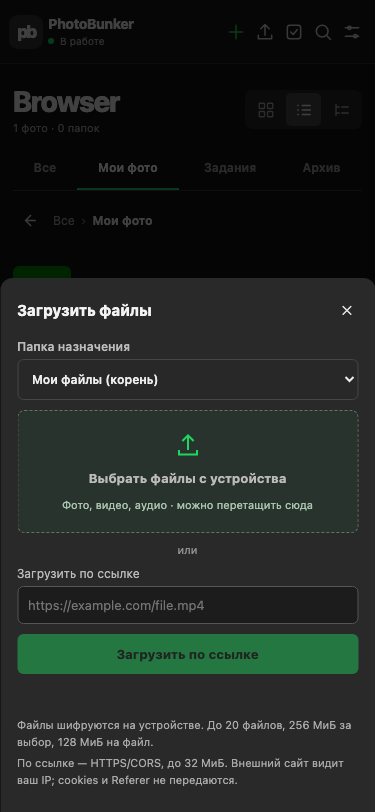 pb PhotoBunker
В работе
Browser
1 фото · 0 папок
Все Мои фото Задания Архив
Все › Мои фото
Загрузить файлы
Папка назначения
Мои файлы (корень)
Выбрать файлы с устройства
Фото, видео, аудио · можно перетащить сюда
или
Загрузить по ссылке
https://example.com/file.mp4
Загрузить по ссылке
Файлы шифруются на устройстве. До 20 файлов, 256 МиБ за
выбор, 128 МиБ на файл.
По ссылке — HTTPS/CORS, до 32 МиБ. Внешний сайт видит
ваш IP; cookies и Referer не передаются.